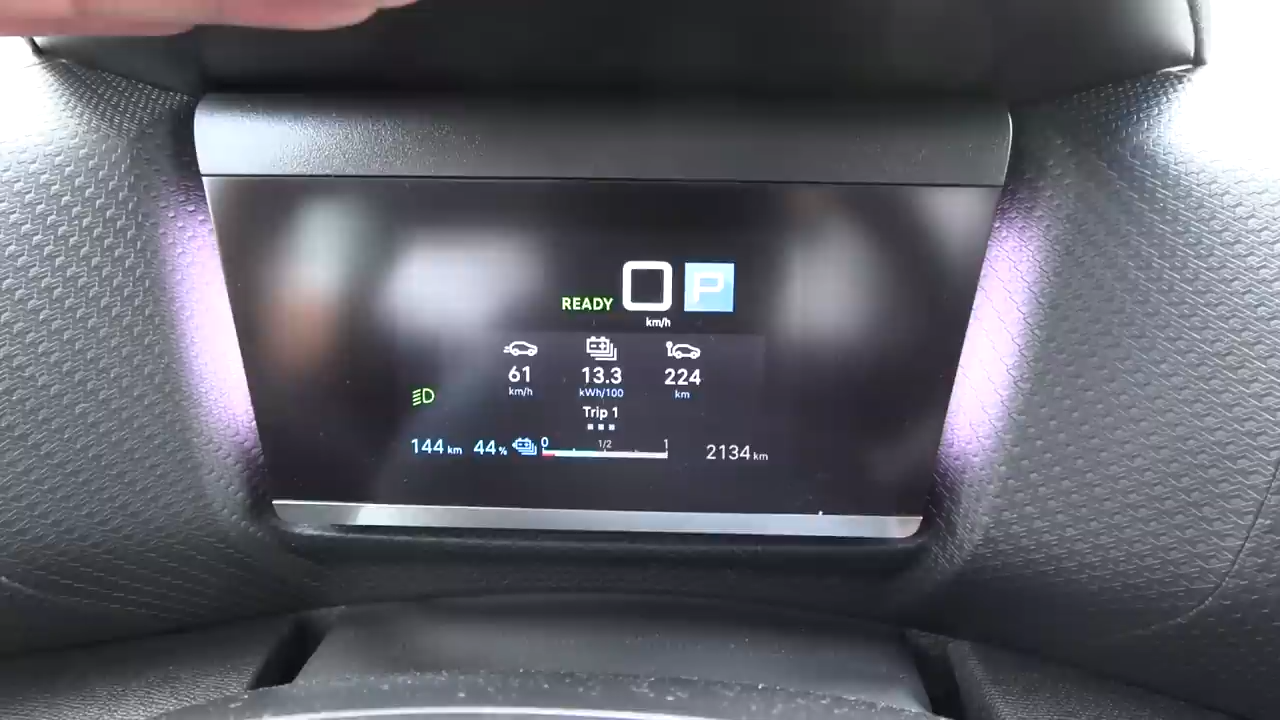 READY 0 P
km/h
61 13.3 224
km/h kWh/100 km
Trip 1
144 km 44 % 0 1/2 1 2134 km